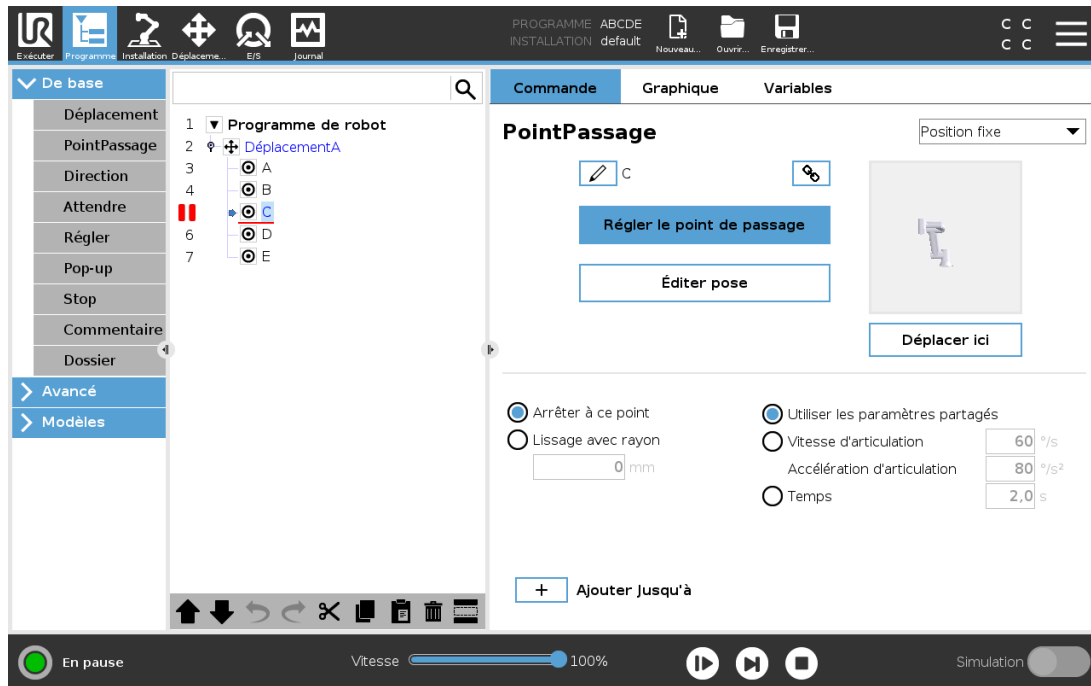 PROGRAMME ABCDE
INSTALLATION default
Exécuter Programme Installation Déplaceme... E/S Journal
Nouveau... Ouvrir... Enregistrer...
C C
C C
De base
Déplacement
PointPassage
Direction
Attendre
Régler
Pop-up
Stop
Commentaire
Dossier
Avancé
Modèles
1 Programme de robot
2 DéplacementA
3 A
4 B
C
6 D
7 E
Commande Graphique Variables
PointPassage
Position fixe
C
Régler le point de passage
Éditer pose
Déplacer ici
Arrêter à ce point
Lissage avec rayon
0 mm
Utiliser les paramètres partagés
Vitesse d'articulation 60 °/s
Accélération d'articulation 80 °/s²
Temps 2,0 s
+ Ajouter Jusqu'à
En pause
Vitesse 100%
Simulation